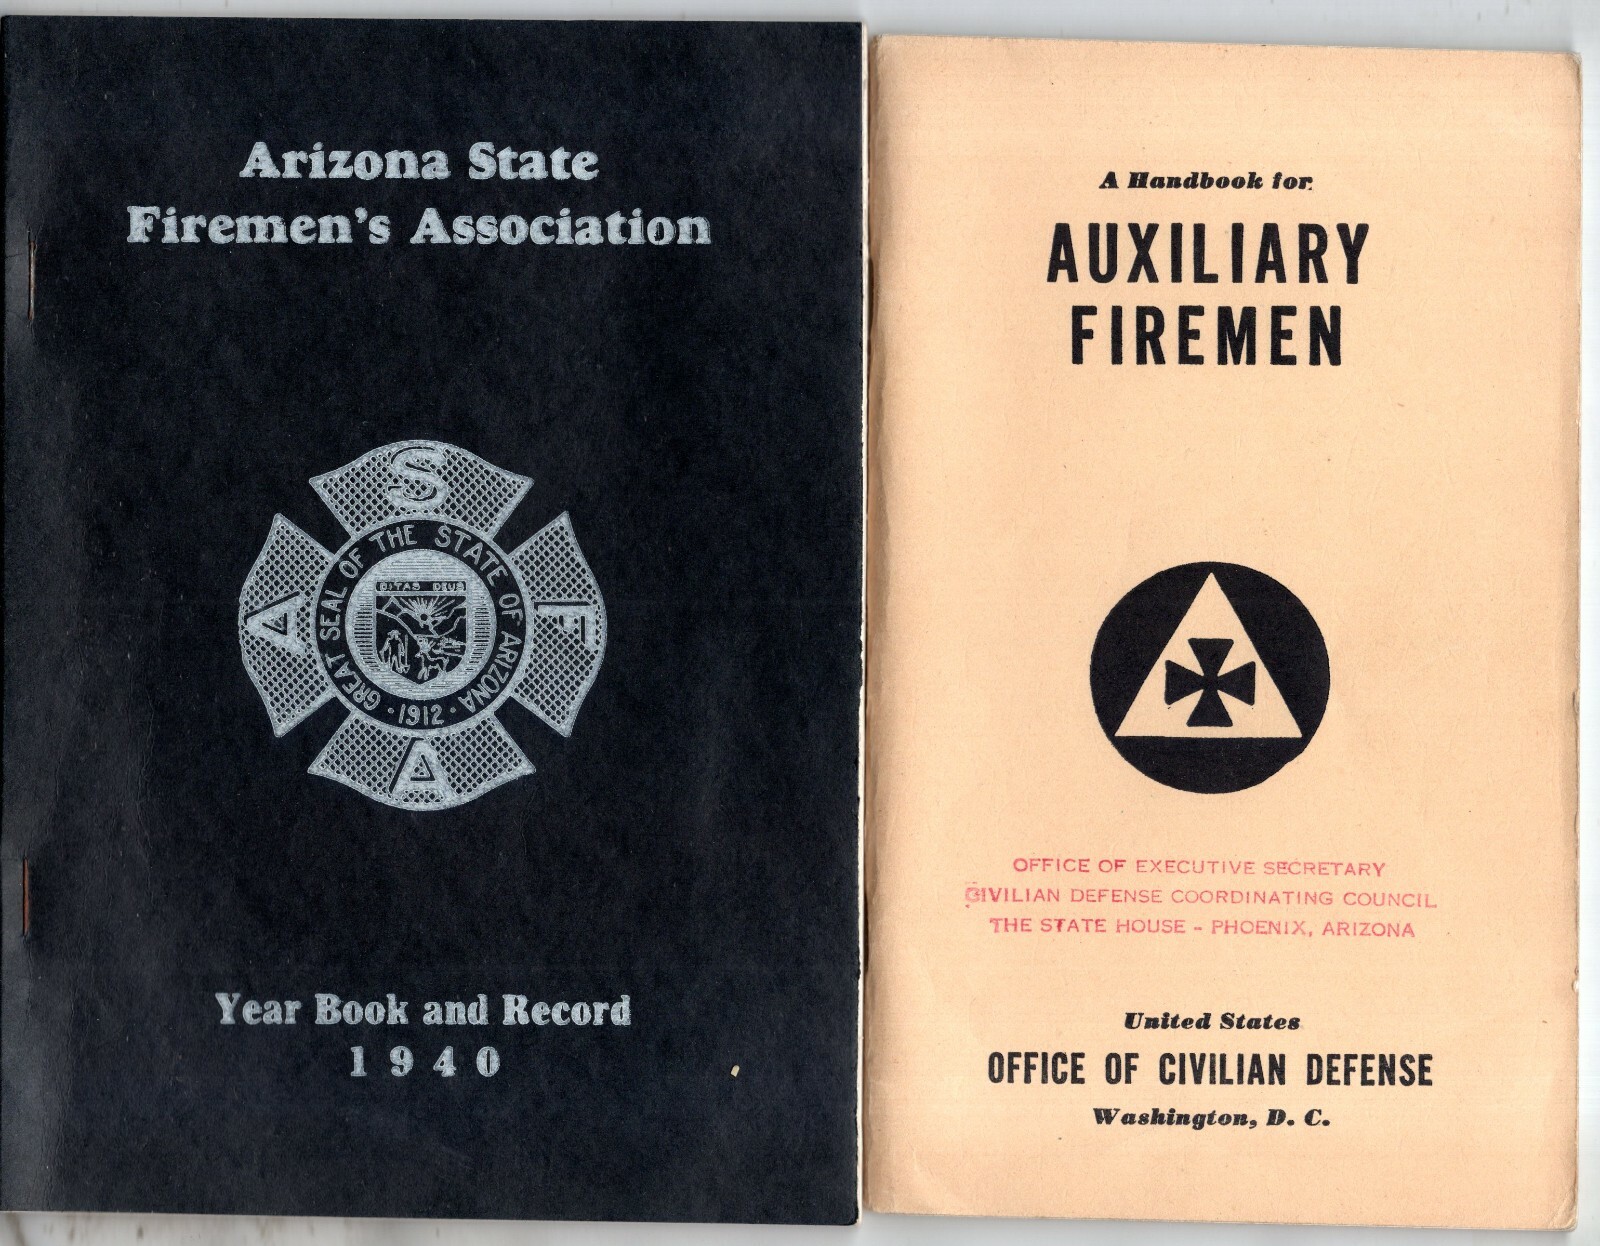 Arizona State
Firemen's Association
S
A
F
A
GREAT SEAL OF THE STATE OF ARIZONA
· 1912 ·
DITAS DEUS
Year Book and Record
1940
A Handbook for
AUXILIARY
FIREMEN
OFFICE OF EXECUTIVE SECRETARY
CIVILIAN DEFENSE COORDINATING COUNCIL
THE STATE HOUSE - PHOENIX, ARIZONA
United States
OFFICE OF CIVILIAN DEFENSE
Washington, D. C.